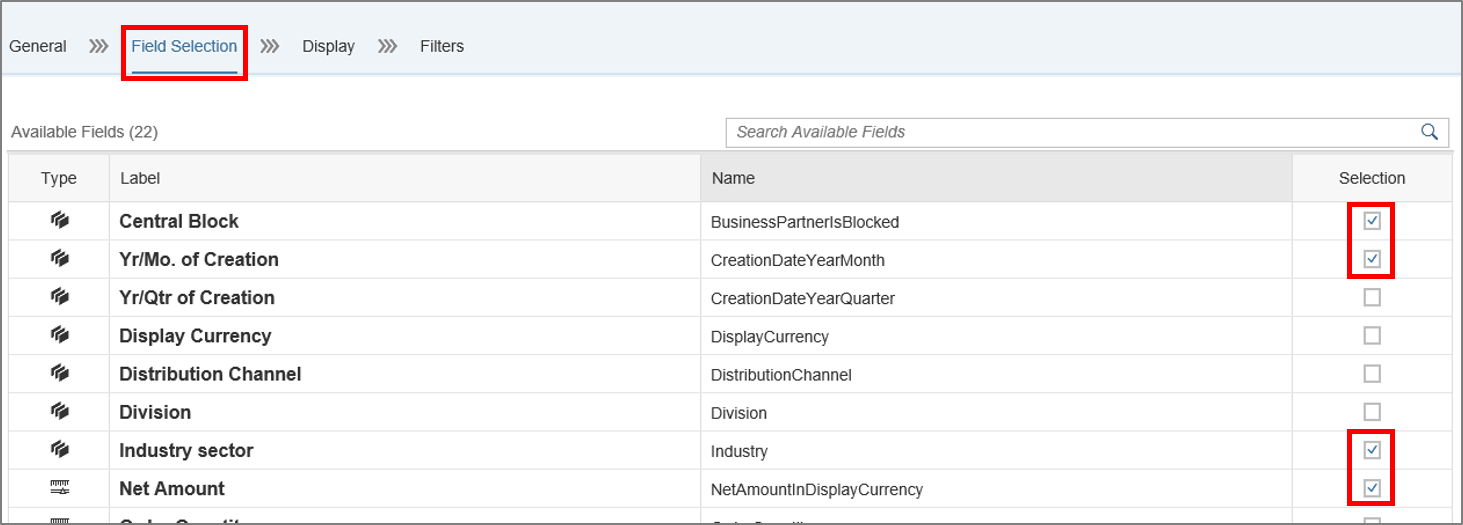 General Field Selection Display Filters
Available Fields (22) Search Available Fields
Type Label Name Selection
Central Block BusinessPartnerIsBlocked
Yr/Mo. of Creation CreationDateYearMonth
Yr/Qtr of Creation CreationDateYearQuarter
Display Currency DisplayCurrency
Distribution Channel DistributionChannel
Division Division
Industry sector Industry
Net Amount NetAmountInDisplayCurrency